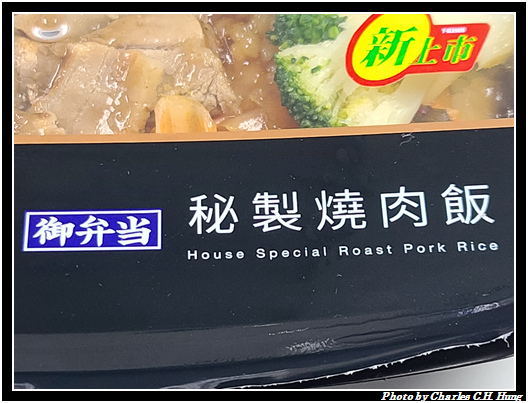 新上市
御弁当
秘製燒肉飯
House Special Roast Pork Rice
Photo by Charles C.H. Hung